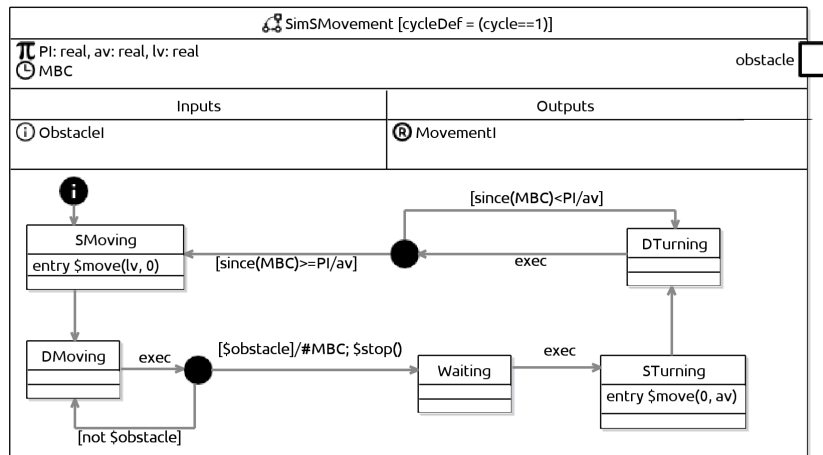 SimSMovement [cycleDef = (cycle==1)]
π PI: real, av: real, lv: real
MBC
obstacle
Inputs
Outputs
i ObstacleI
R MovementI
i
[since(MBC)<PI/av]
SMoving
entry $move(lv, 0)
[since(MBC)>=PI/av]
exec
DTurning
DMoving
exec
[$obstacle]/#MBC; $stop()
Waiting
exec
STurning
entry $move(0, av)
[not $obstacle]